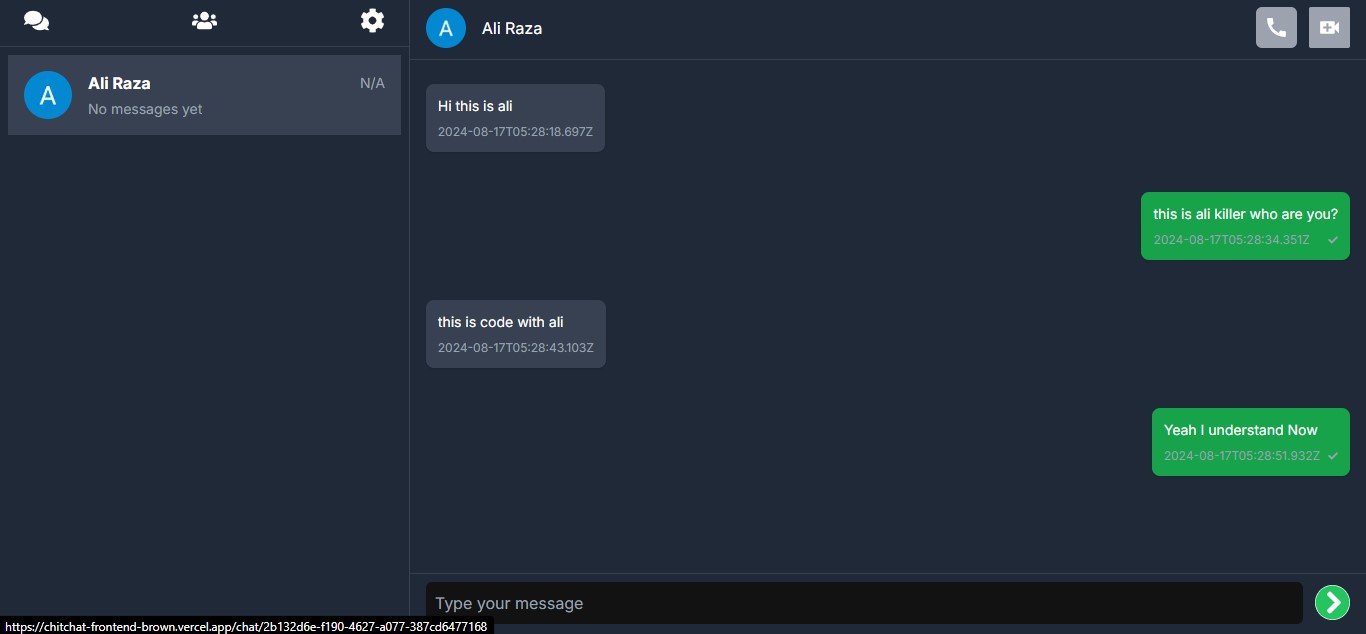 A
Ali Raza
A
Ali Raza
N/A
No messages yet
Hi this is ali
2024-08-17T05:28:18.697Z
this is ali killer who are you?
2024-08-17T05:28:34.351Z
this is code with ali
2024-08-17T05:28:43.103Z
Yeah I understand Now
2024-08-17T05:28:51.932Z
Type your message
https://chitchat-frontend-brown.vercel.app/chat/2b132d6e-f190-4627-a077-387cd6477168